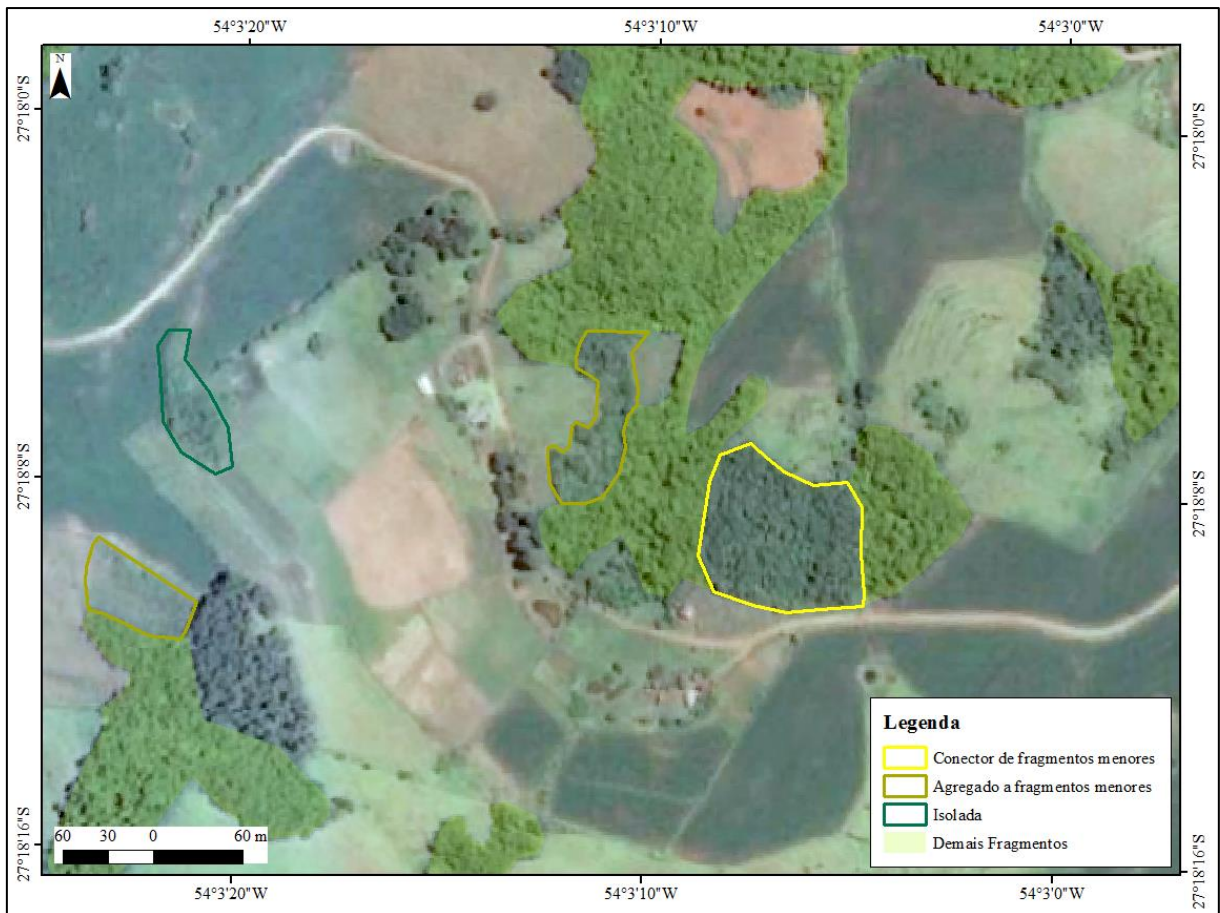 54°3'20"W
54°3'10"W
54°3'0"W
N
27°18'0"S
27°18'0"S
27°18'8"S
27°18'8"S
Legenda
Conector de fragmentos menores
Agregado a fragmentos menores
Isolada
Demais Fragmentos
60 30 0 60 m
27°18'16"S
27°18'16"S
54°3'20"W
54°3'10"W
54°3'0"W